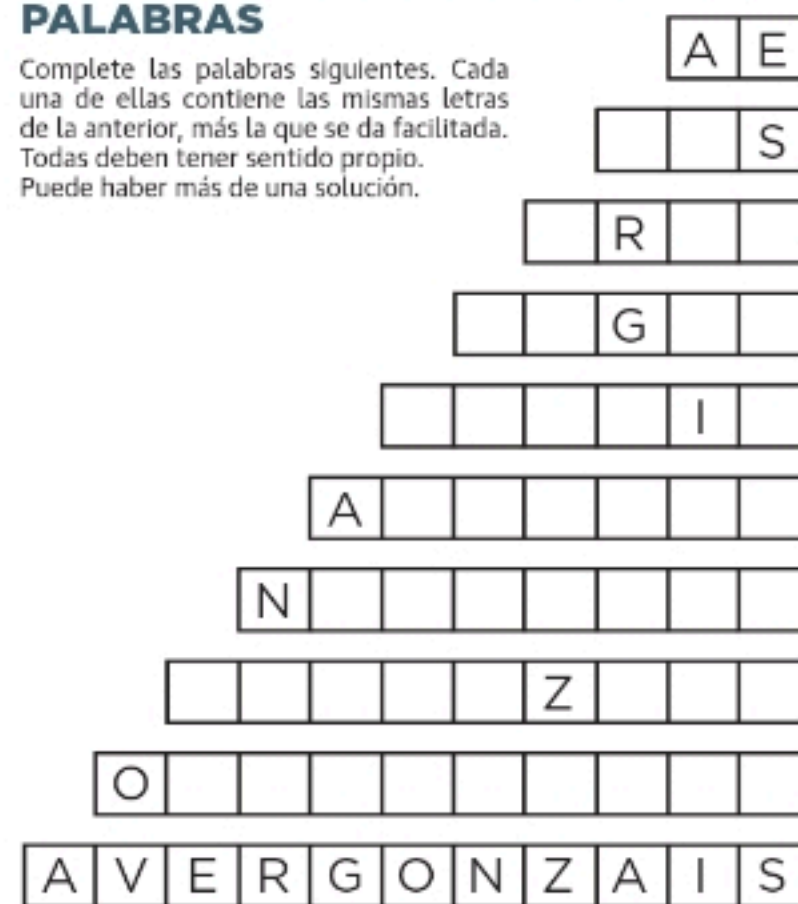 PALABRAS
Complete las palabras siguientes. Cada
una de ellas contiene las mismas letras
de la anterior, más la que se da facilitada.
Todas deben tener sentido propio.
Puede haber más de una solución.
A E
S
R
G
I
A
N
Z
O
A V E R G O N Z A I S